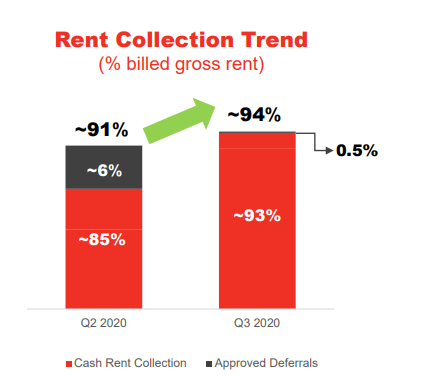 Rent Collection Trend
(% billed gross rent)
~91%
~94%
~6%
0.5%
~85%
~93%
Q2 2020
Q3 2020
Cash Rent Collection
Approved Deferrals